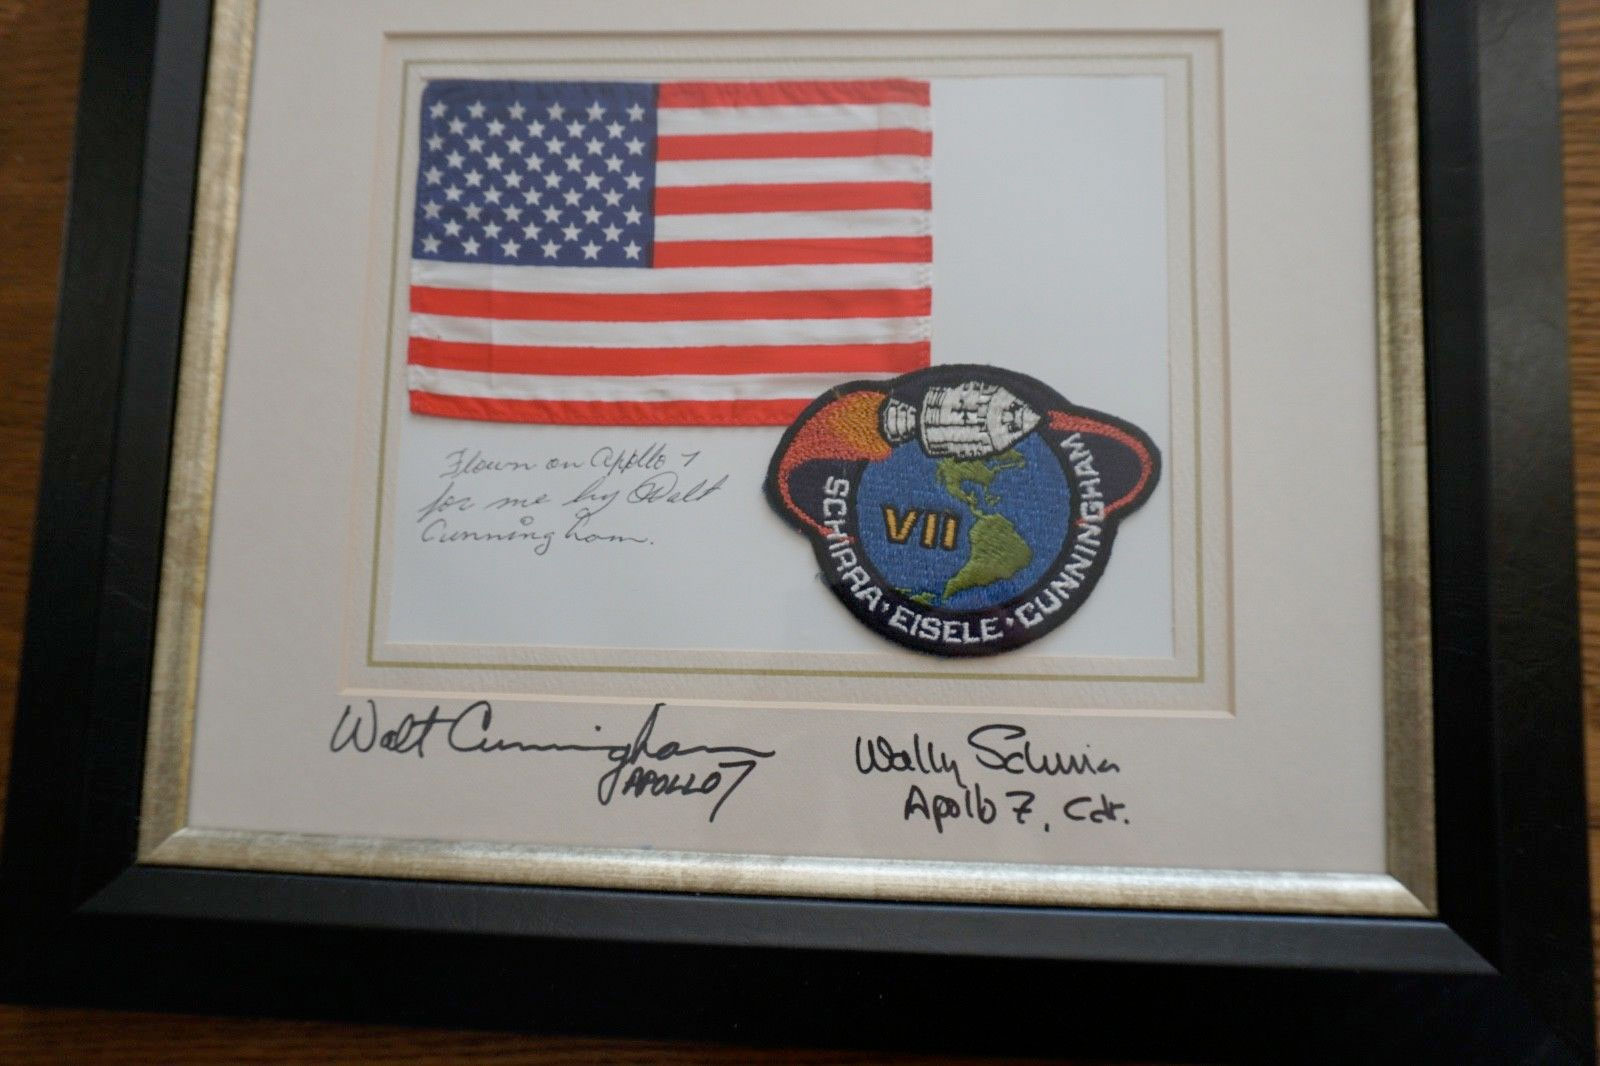 Flown on Apollo 7
for me by Walt
Cunningham.
VII
SCHIRRA · EISELE · CUNNINGHAM
Walt Cunningham
APOLLO 7
Wally Schirra
Apollo 7, Cdr.